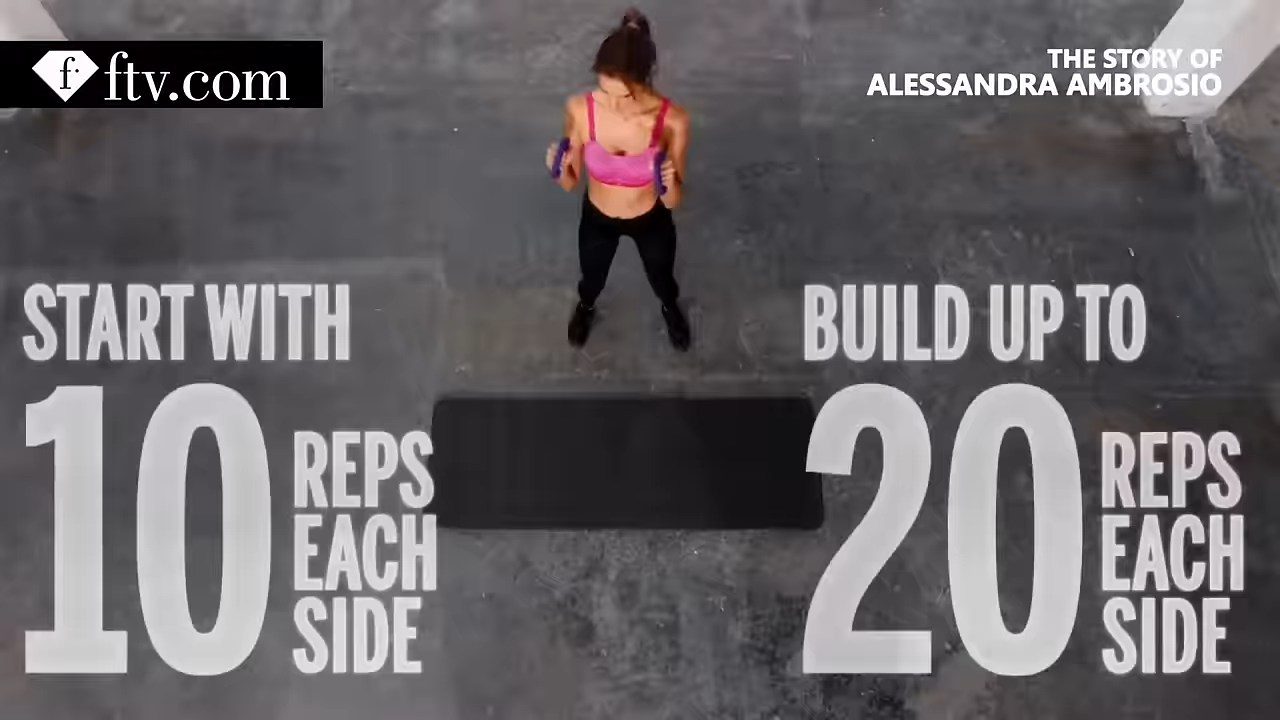 f
ftv.com
THE STORY OF
ALESSANDRA AMBROSIO
START WITH
10 REPS
EACH
SIDE
BUILD UP TO
20 REPS
EACH
SIDE